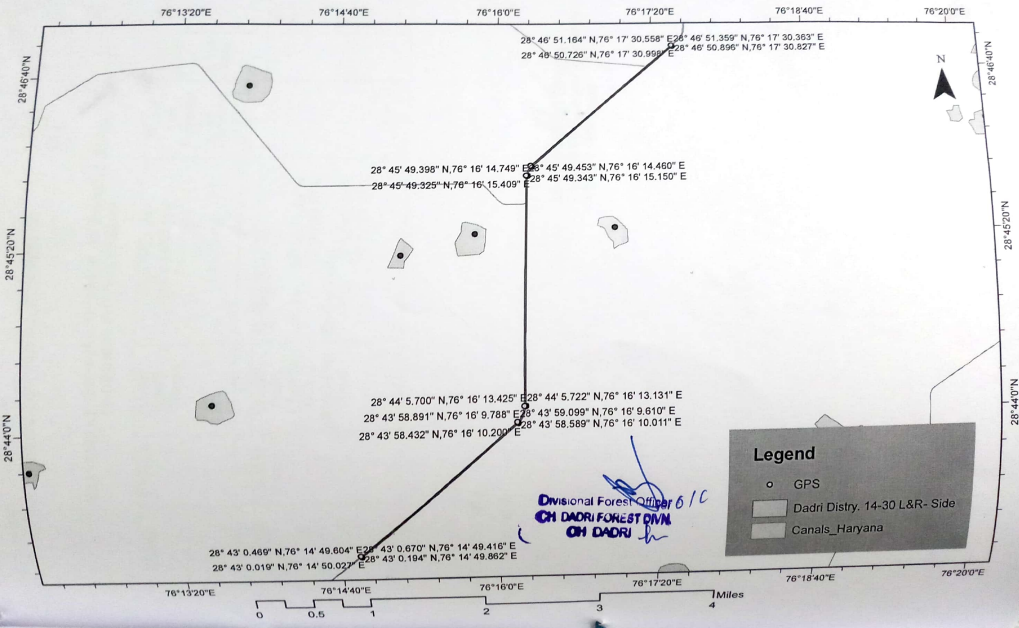 76°13'20"E 76°14'40"E 76°16'0"E 76°17'20"E 76°18'40"E 76°20'0"E
28° 46' 51.164" N,76° 17' 30.558" E 28° 46' 51.359" N,76° 17' 30.363" E
28° 46' 50.726" N,76° 17' 30.998" E 28° 46' 50.896" N,76° 17' 30.827" E
28°46'40"N
28°46'40"N
N
28° 45' 49.398" N,76° 16' 14.749" E 28° 45' 49.453" N,76° 16' 14.460" E
28° 45' 49.325" N,76° 16' 15.409" E 28° 45' 49.343" N,76° 16' 15.150" E
28°45'20"N
28°45'20"N
28° 44' 5.700" N,76° 16' 13.425" E 28° 44' 5.722" N,76° 16' 13.131" E
28° 43' 58.891" N,76° 16' 9.788" E 28° 43' 59.099" N,76° 16' 9.610" E
28° 43' 58.432" N,76° 16' 10.200" E 28° 43' 58.589" N,76° 16' 10.011" E
28°44'0"N
28°44'0"N
Legend
GPS
Dadri Distry. 14-30 L&R- Side
Canals_Haryana
Divisional Forest Officer O/C
CH DADRI FOREST DIVN.
CH DADRI
28° 43' 0.469" N,76° 14' 49.604" E 28° 43' 0.670" N,76° 14' 49.416" E
28° 43' 0.019" N,76° 14' 50.027" E 28° 43' 0.194" N,76° 14' 49.862" E
76°13'20"E 76°14'40"E 76°16'0"E 76°17'20"E 76°18'40"E 76°20'0"E
0 0.5 1 2 3 4 Miles